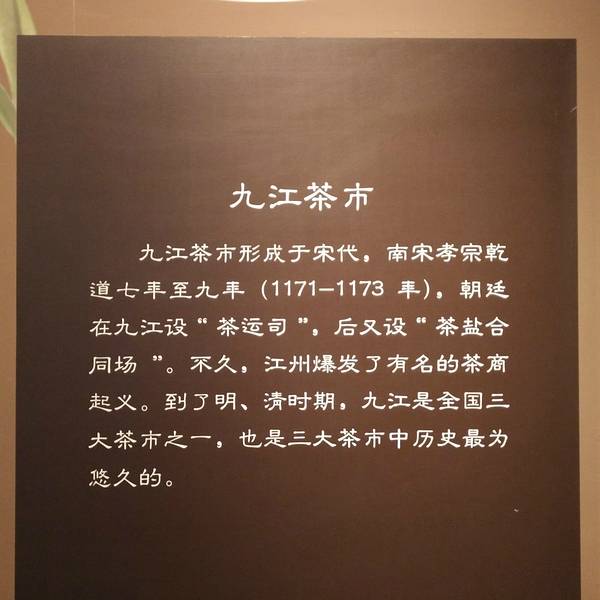 九江茶市
九江茶市形成于宋代，南宋孝宗乾
道七年至九年（1171—1173 年），朝廷
在九江设“茶运司”，后又设“茶盐合
同场 ”。不久，江州爆发了有名的茶商
起义。到了明、清时期，九江是全国三
大茶市之一，也是三大茶市中历史最为
悠久的。